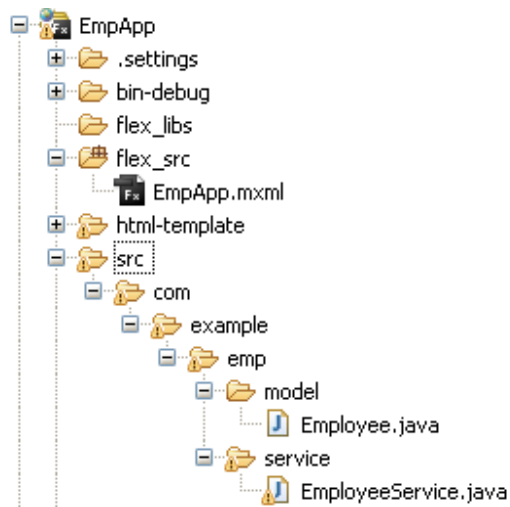 EmpApp
.settings
bin-debug
flex_libs
flex_src
EmpApp.mxml
html-template
src
com
example
emp
model
Employee.java
service
EmployeeService.java